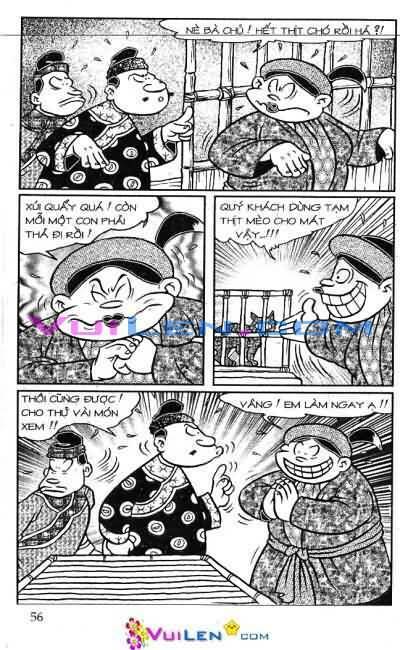 NÈ BÀ CHỦ! HẾT THỊT CHÓ RỒI HẢ?!
XÚI QUẨY QUÁ! CÒN
MỖI MỘT CON PHẢI
THẢ ĐI RỒI!
QUÝ KHÁCH DÙNG TẠM
THỊT MÈO CHO MÁT
VẬY...!!!
VUILEN.COM
THÔI CŨNG ĐƯỢC!
CHO THỬ VÀI MÓN
XEM!!
VÂNG! EM LÀM NGAY Ạ!!
56
VUILEN.COM